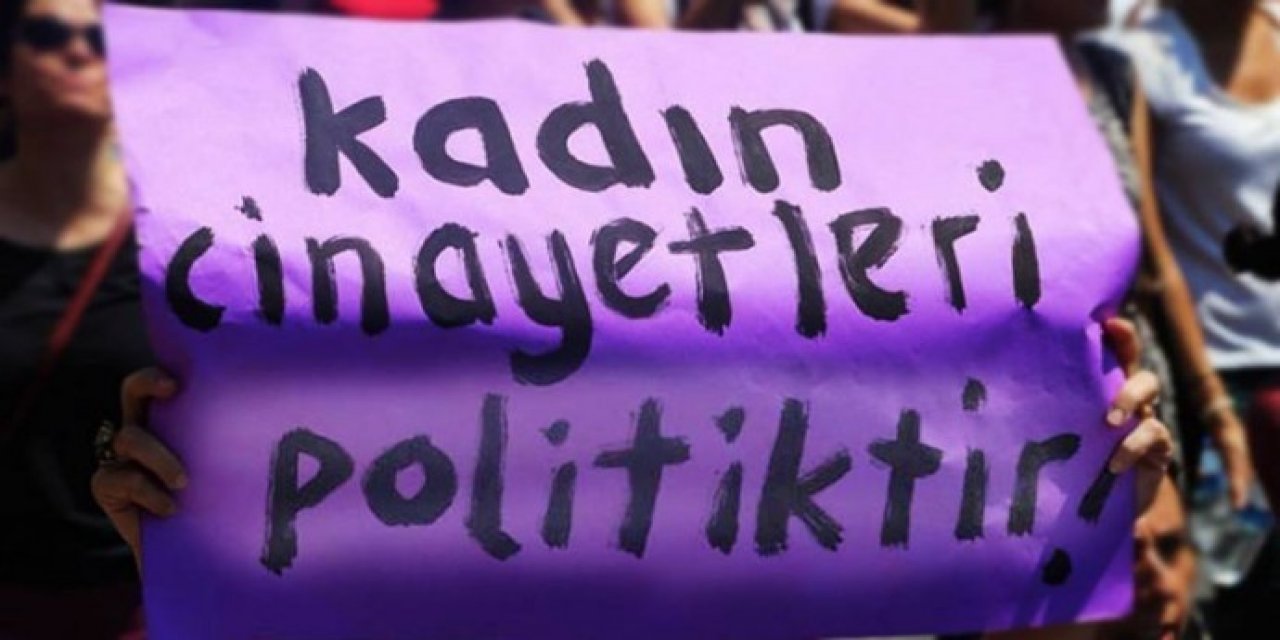 kadın
cinayetleri
politiktir!